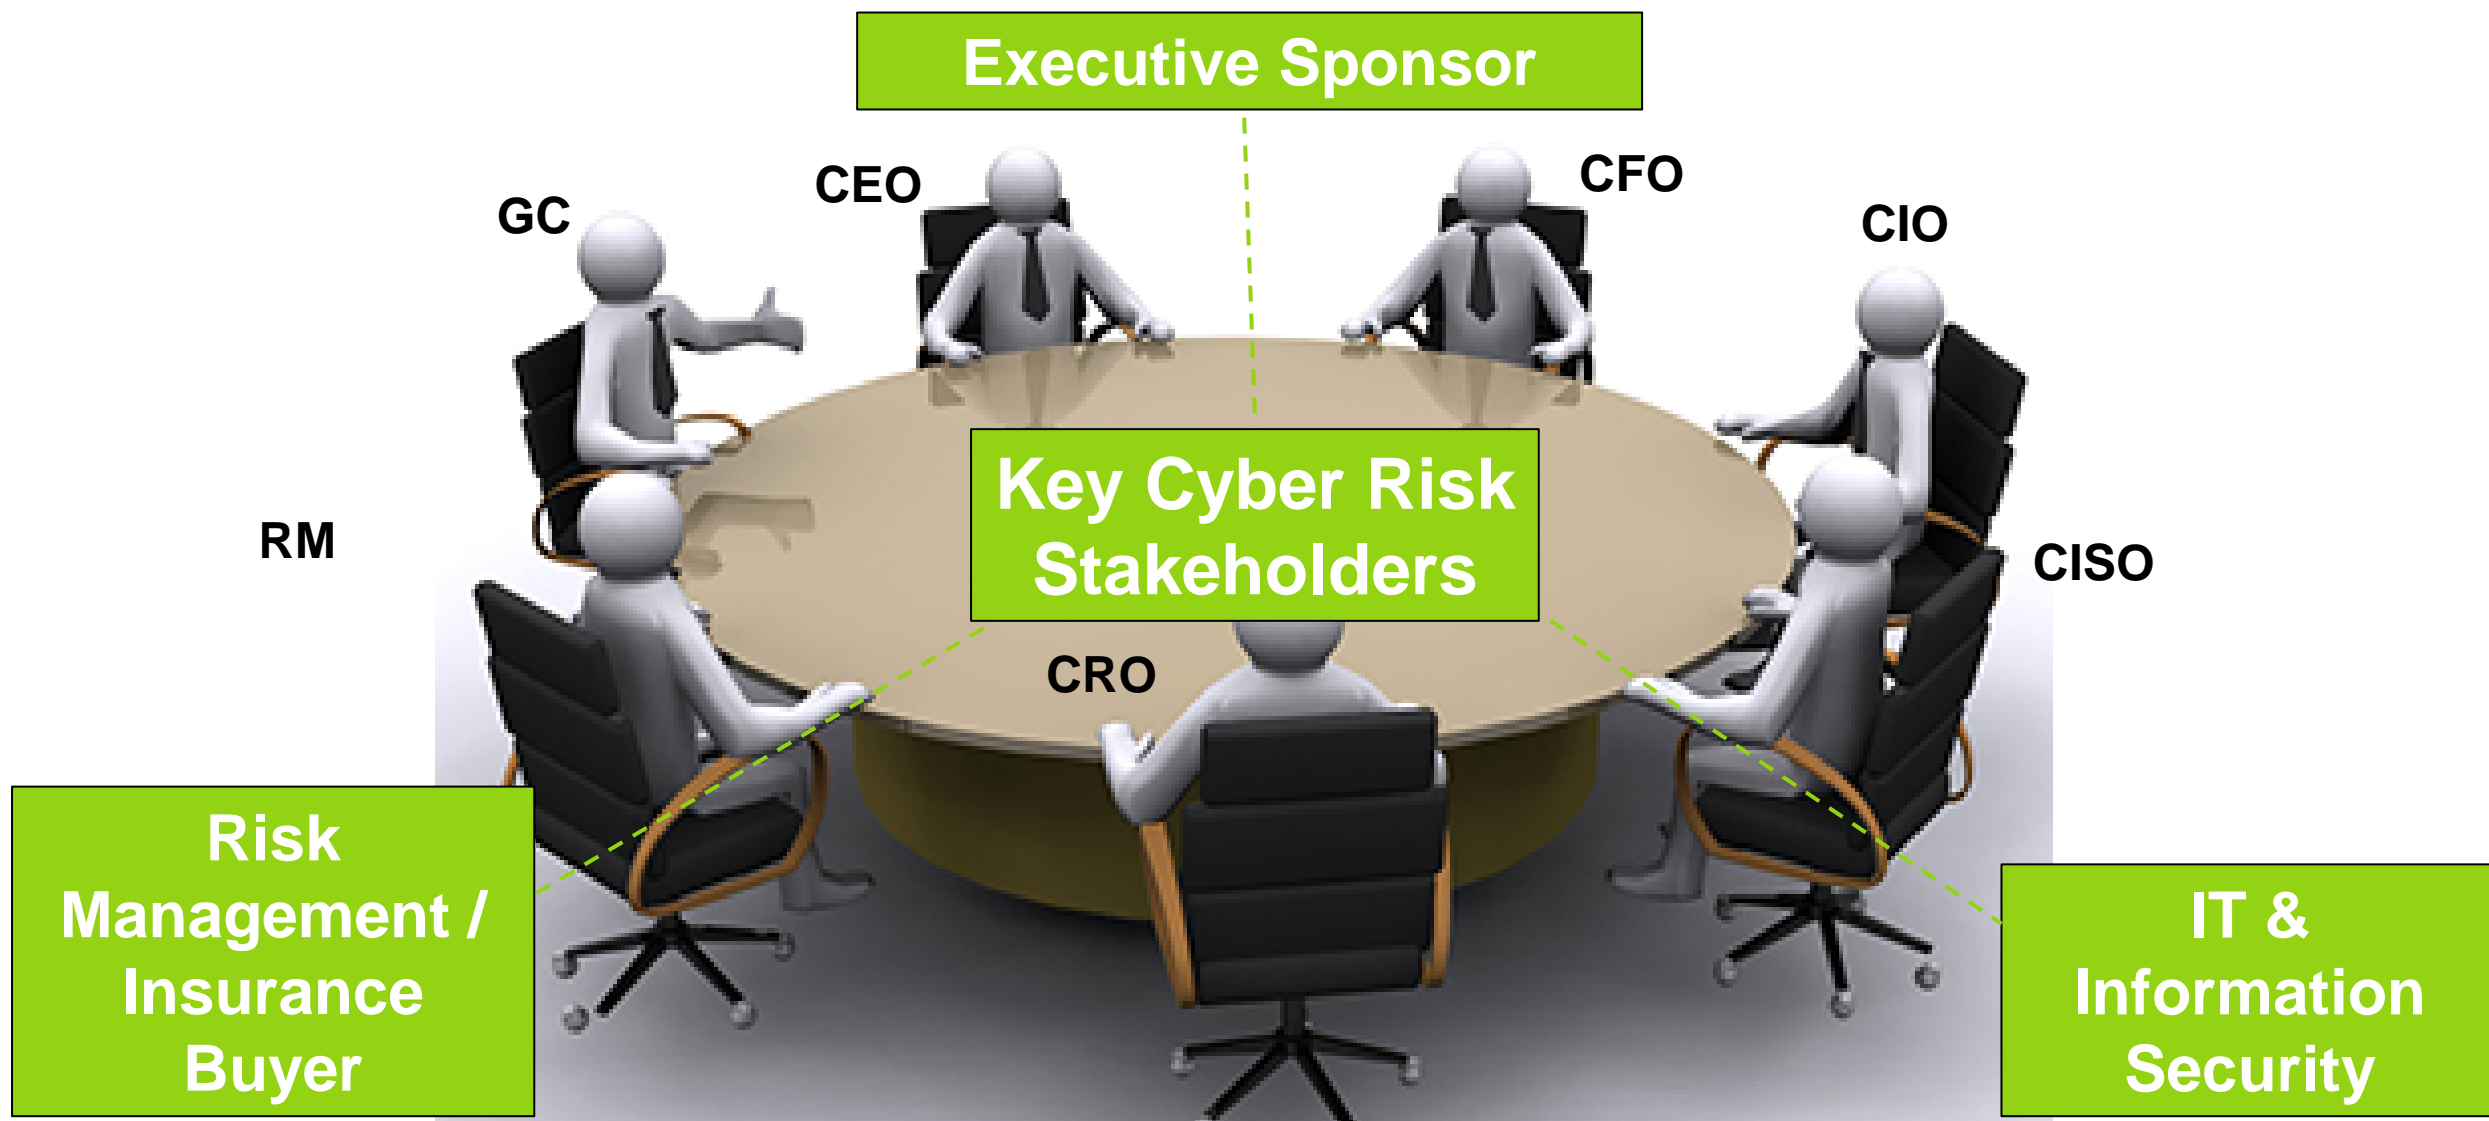 Executive Sponsor
CEO
CFO
GC
CIO
Key Cyber Risk
Stakeholders
RM
CISO
CRO
Risk
Management /
Insurance
Buyer
IT &
Information
Security